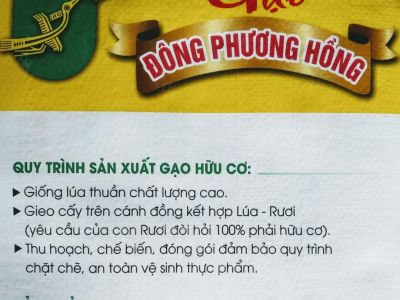 Gạo
ĐÔNG PHƯƠNG HỒNG
QUY TRÌNH SẢN XUẤT GẠO HỮU CƠ:
▸ Giống lúa thuần chất lượng cao.
▸ Gieo cấy trên cánh đồng kết hợp Lúa - Rươi
(yêu cầu của con Rươi đòi hỏi 100% phải hữu cơ).
▸ Thu hoạch, chế biến, đóng gói đảm bảo quy trình
chặt chẽ, an toàn vệ sinh thực phẩm.